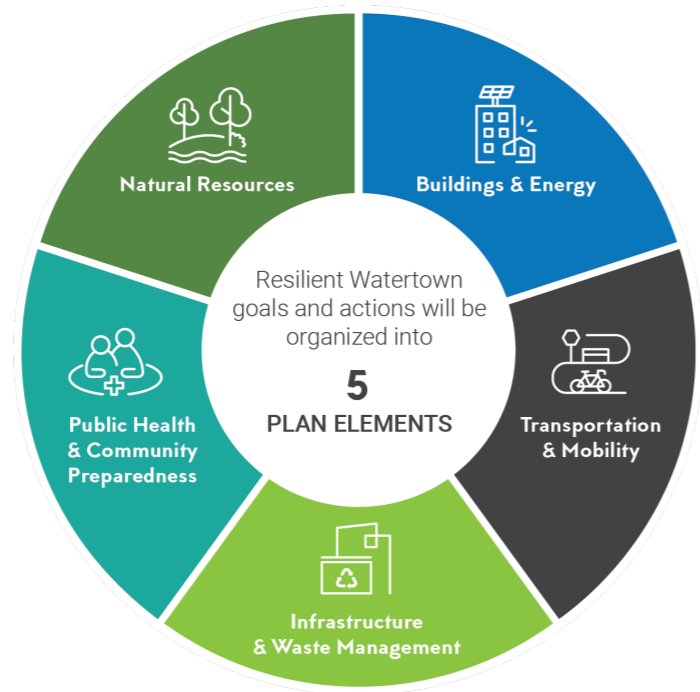 Natural Resources
Buildings & Energy
Resilient Watertown
goals and actions will be
organized into
5
PLAN ELEMENTS
Public Health
& Community
Preparedness
Transportation
& Mobility
Infrastructure
& Waste Management